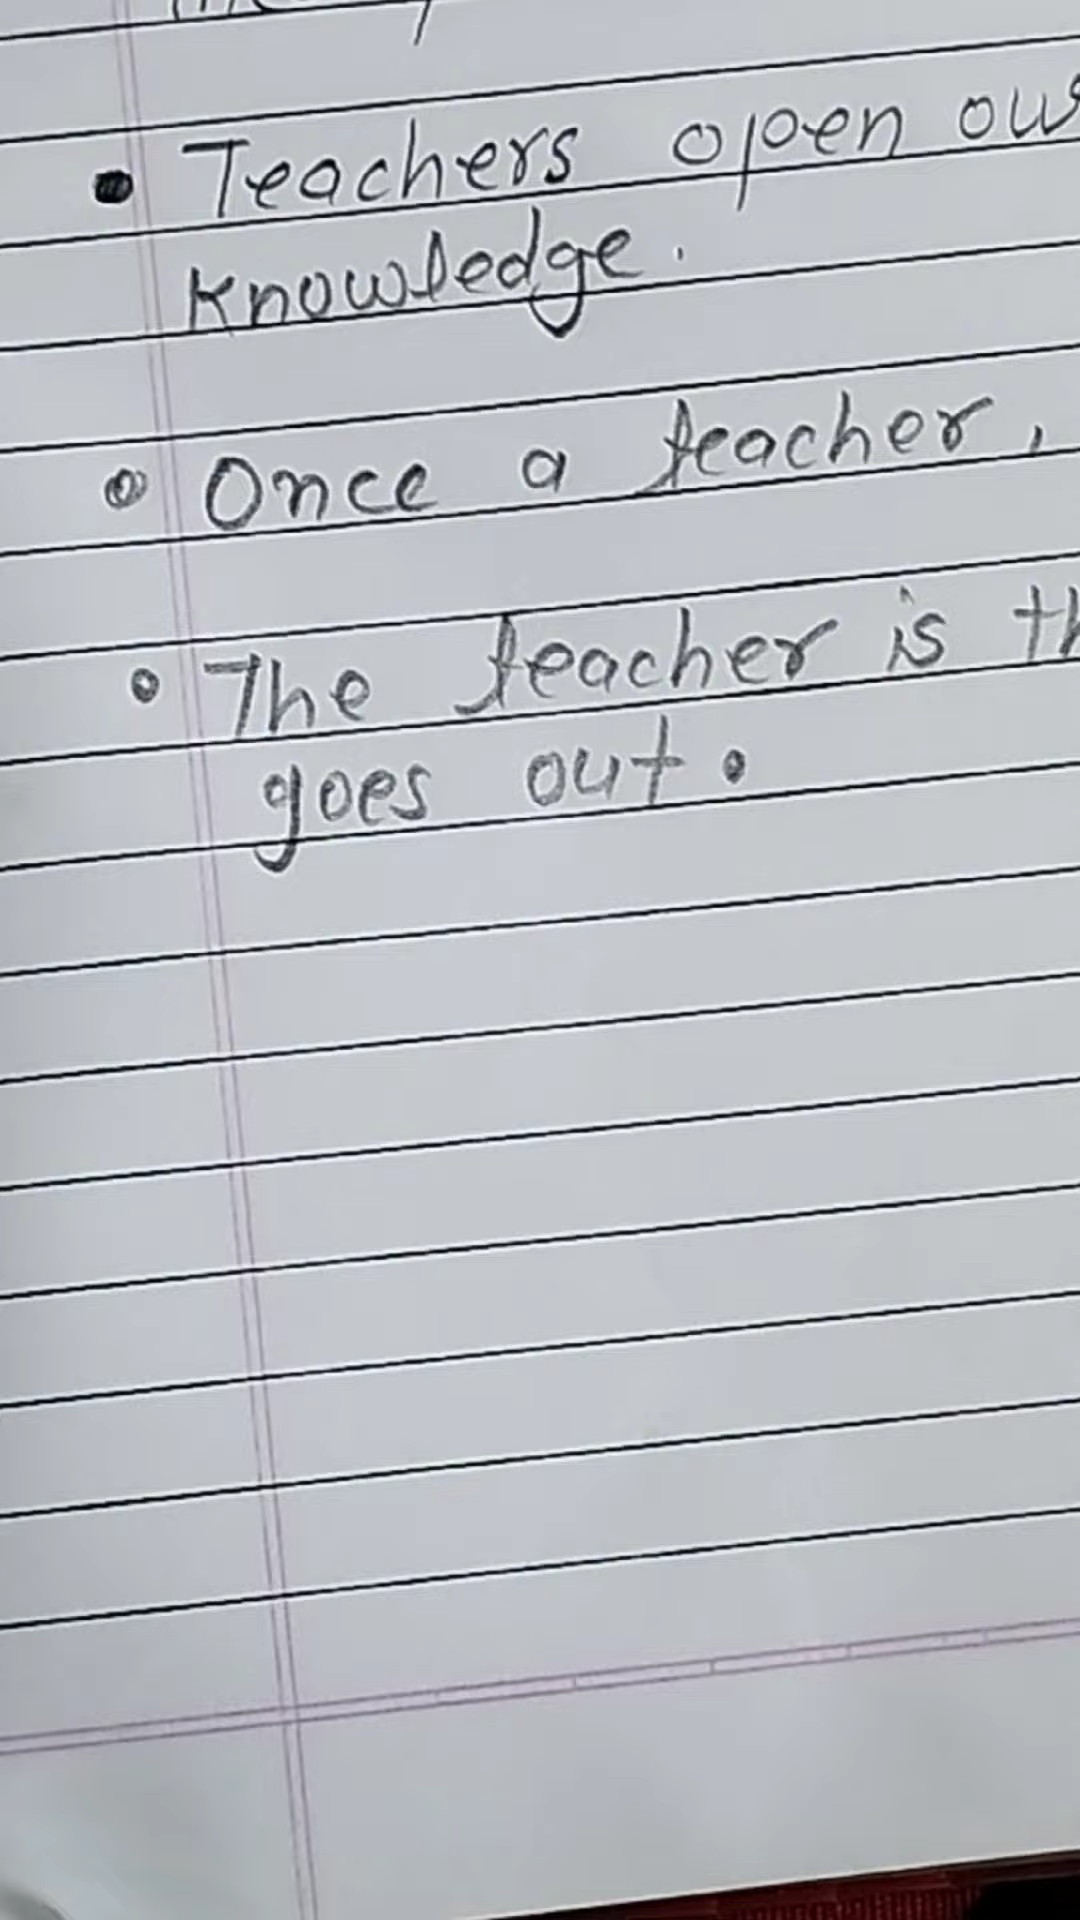 • Teachers open our
knowledge.
• Once a teacher,
• The teacher is th
goes out.